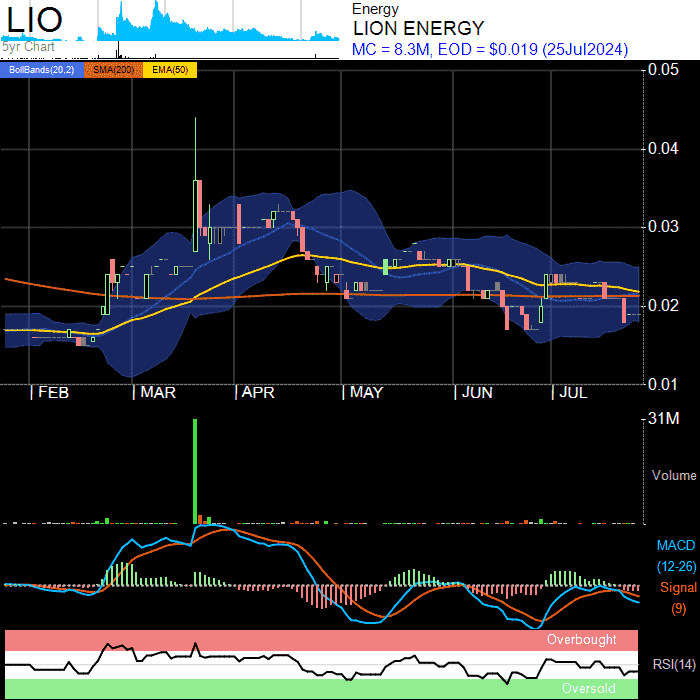 LIO
5yr Chart
Energy
LION ENERGY
MC = 8.3M, EOD = $0.019 (25Jul2024)
BollBands(20,2) SMA(200) EMA(50)
0.05
0.04
0.03
0.02
0.01
FEB MAR APR MAY JUN JUL
31M
Volume
MACD
(12-26)
Signal
(9)
Overbought
RSI(14)
Oversold